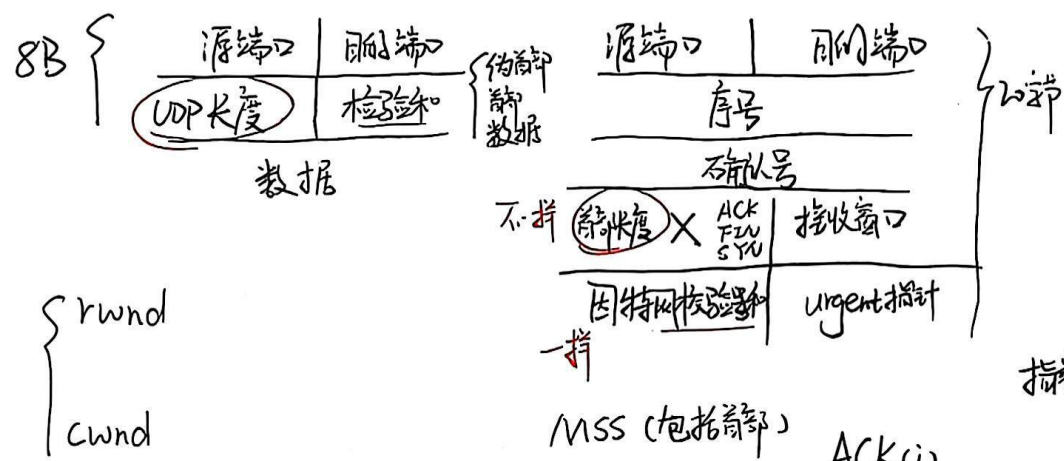 8B
源端口 目的端口
UDP长度 检验和
数据
伪首部
首部
数据
源端口 目的端口
序号
确认号
不一样 首部长度 × ACK
FIN
SYN
接收窗口
因特网检验和 urgent指针
一样
20字节
rwnd
cwnd
MSS (包括首部)
ACK(i)